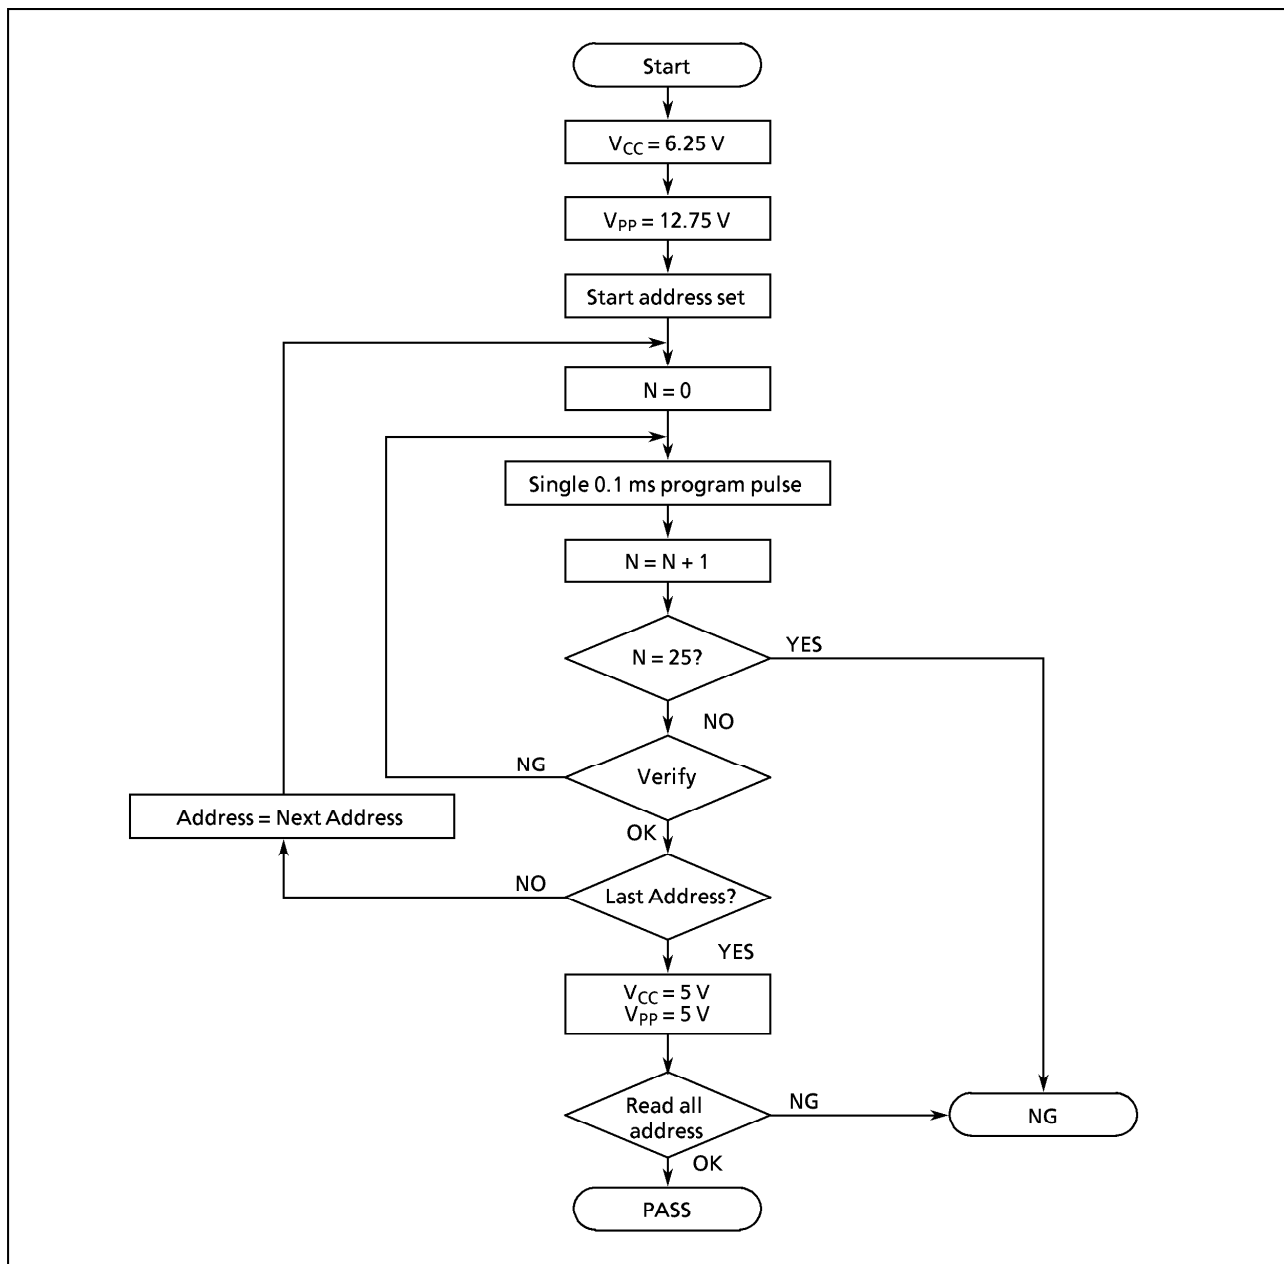 Start
VCC = 6.25 V
VPP = 12.75 V
Start address set
N = 0
Single 0.1 ms program pulse
N = N + 1
N = 25?
YES
NO
Verify
NG
Address = Next Address
OK
Last Address?
NO
YES
VCC = 5 V
VPP = 5 V
Read all
address
NG
NG
OK
PASS